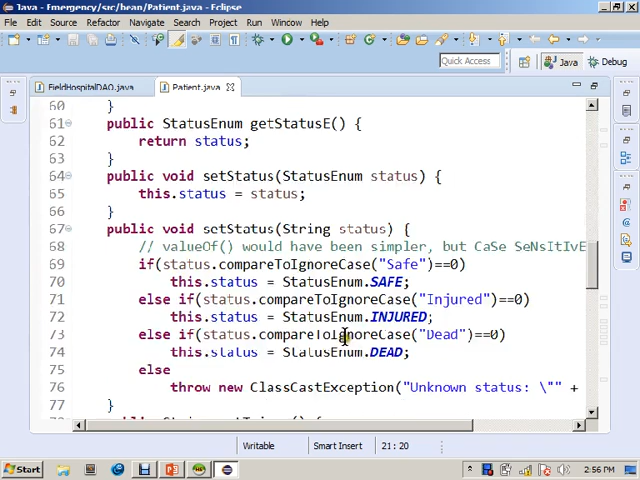 Java - Emergency/src/bean/Patient.java - Eclipse
File Edit Source Refactor Navigate Search Project Run Window Help
Quick Access Java Debug
FieldHospitalDAO.java Patient.java
60 }
61 public StatusEnum getStatusE() {
62 return status;
63 }
64 public void setStatus(StatusEnum status) {
65 this.status = status;
66 }
67 public void setStatus(String status) {
68 // valueOf() would have been simpler, but CaSe SeNsItIvE
69 if(status.compareToIgnoreCase("Safe")==0)
70 this.status = StatusEnum.SAFE;
71 else if(status.compareToIgnoreCase("Injured")==0)
72 this.status = StatusEnum.INJURED;
73 else if(status.compareToIgnoreCase("Dead")==0)
74 this.status = StatusEnum.DEAD;
75 else
76 throw new ClassCastException("Unknown status: \"" +
77 }
Writable Smart Insert 21 : 20
Start 2:56 PM